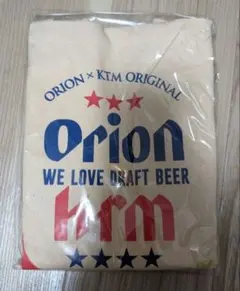 ORION × KTM ORIGINAL
Orion
WE LOVE DRAFT BEER
ktm